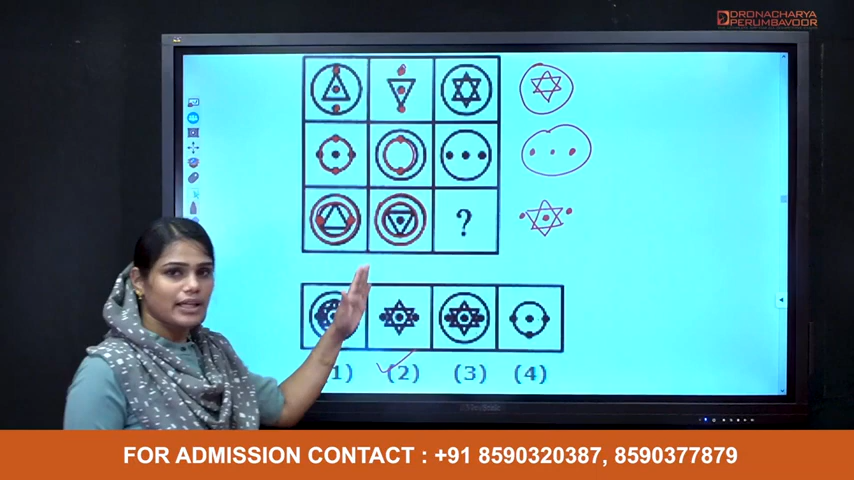 DRONACHARYA
PERUMBAVOOR
?
(1) (2) (3) (4)
FOR ADMISSION CONTACT : +91 8590320387, 8590377879